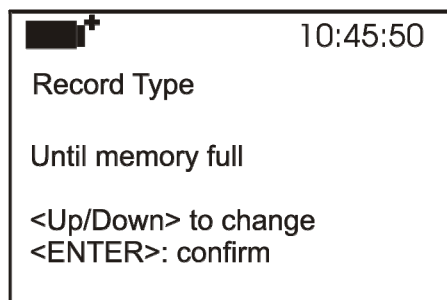 10:45:50
Record Type
Until memory full
<Up/Down> to change
<ENTER>: confirm